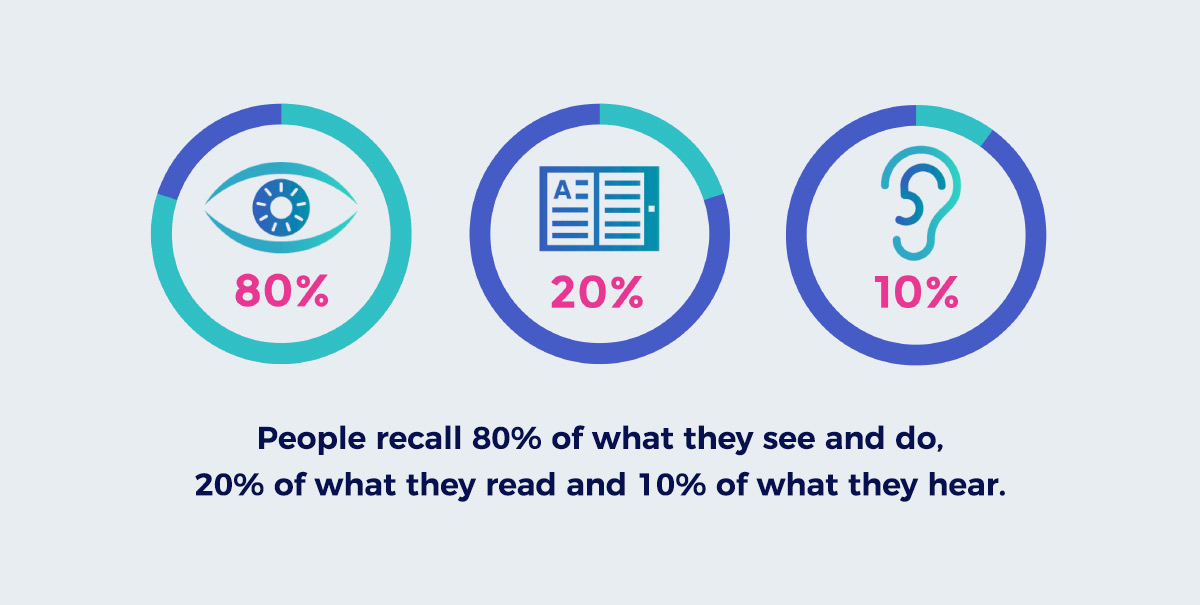 A
80%
20%
10%
People recall 80% of what they see and do,
20% of what they read and 10% of what they hear.